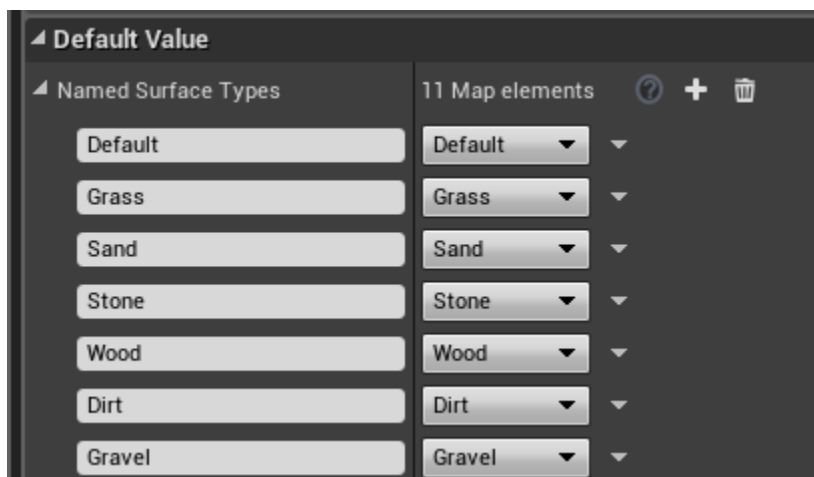 Default Value
Named Surface Types 11 Map elements
Default Default
Grass Grass
Sand Sand
Stone Stone
Wood Wood
Dirt Dirt
Gravel Gravel